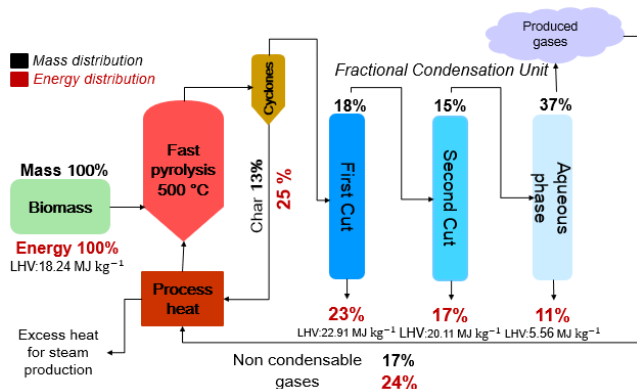 Produced
gases
Mass distribution
Energy distribution
Fractional Condensation Unit
Cyclones
18%
15%
37%
Fast
pyrolysis
500 °C
Mass 100%
Biomass
Energy 100%
LHV:18.24 MJ kg⁻¹
Char 13%
25 %
First Cut
Second Cut
Aqueous
phase
Process
heat
23%
LHV:22.91 MJ kg⁻¹
17%
LHV:20.11 MJ kg⁻¹
11%
LHV:5.56 MJ kg⁻¹
Excess heat
for steam
production
Non condensable 17%
gases 24%